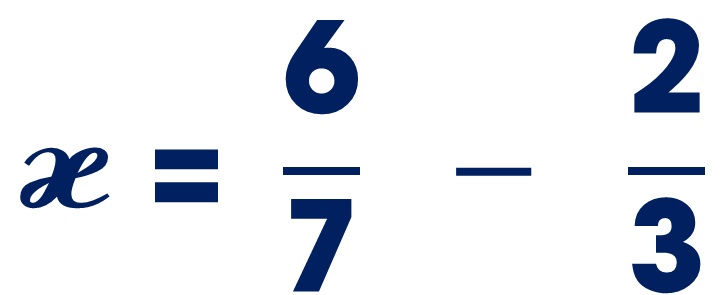 æ = 6/7 − 2/3